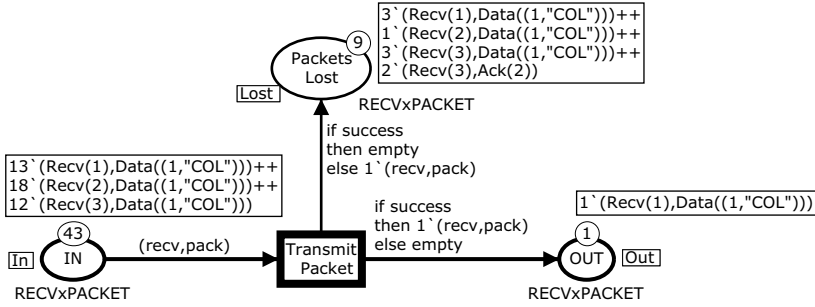 3`(Recv(1),Data((1,"COL")))++
1`(Recv(2),Data((1,"COL")))++
3`(Recv(3),Data((1,"COL")))++
2`(Recv(3),Ack(2))
9
Packets
Lost
Lost
RECVxPACKET
if success
then empty
else 1`(recv,pack)
13`(Recv(1),Data((1,"COL")))++
18`(Recv(2),Data((1,"COL")))++
12`(Recv(3),Data((1,"COL")))
1`(Recv(1),Data((1,"COL")))
if success
then 1`(recv,pack)
else empty
43
In
IN
(recv,pack)
Transmit
Packet
1
OUT
Out
RECVxPACKET
RECVxPACKET